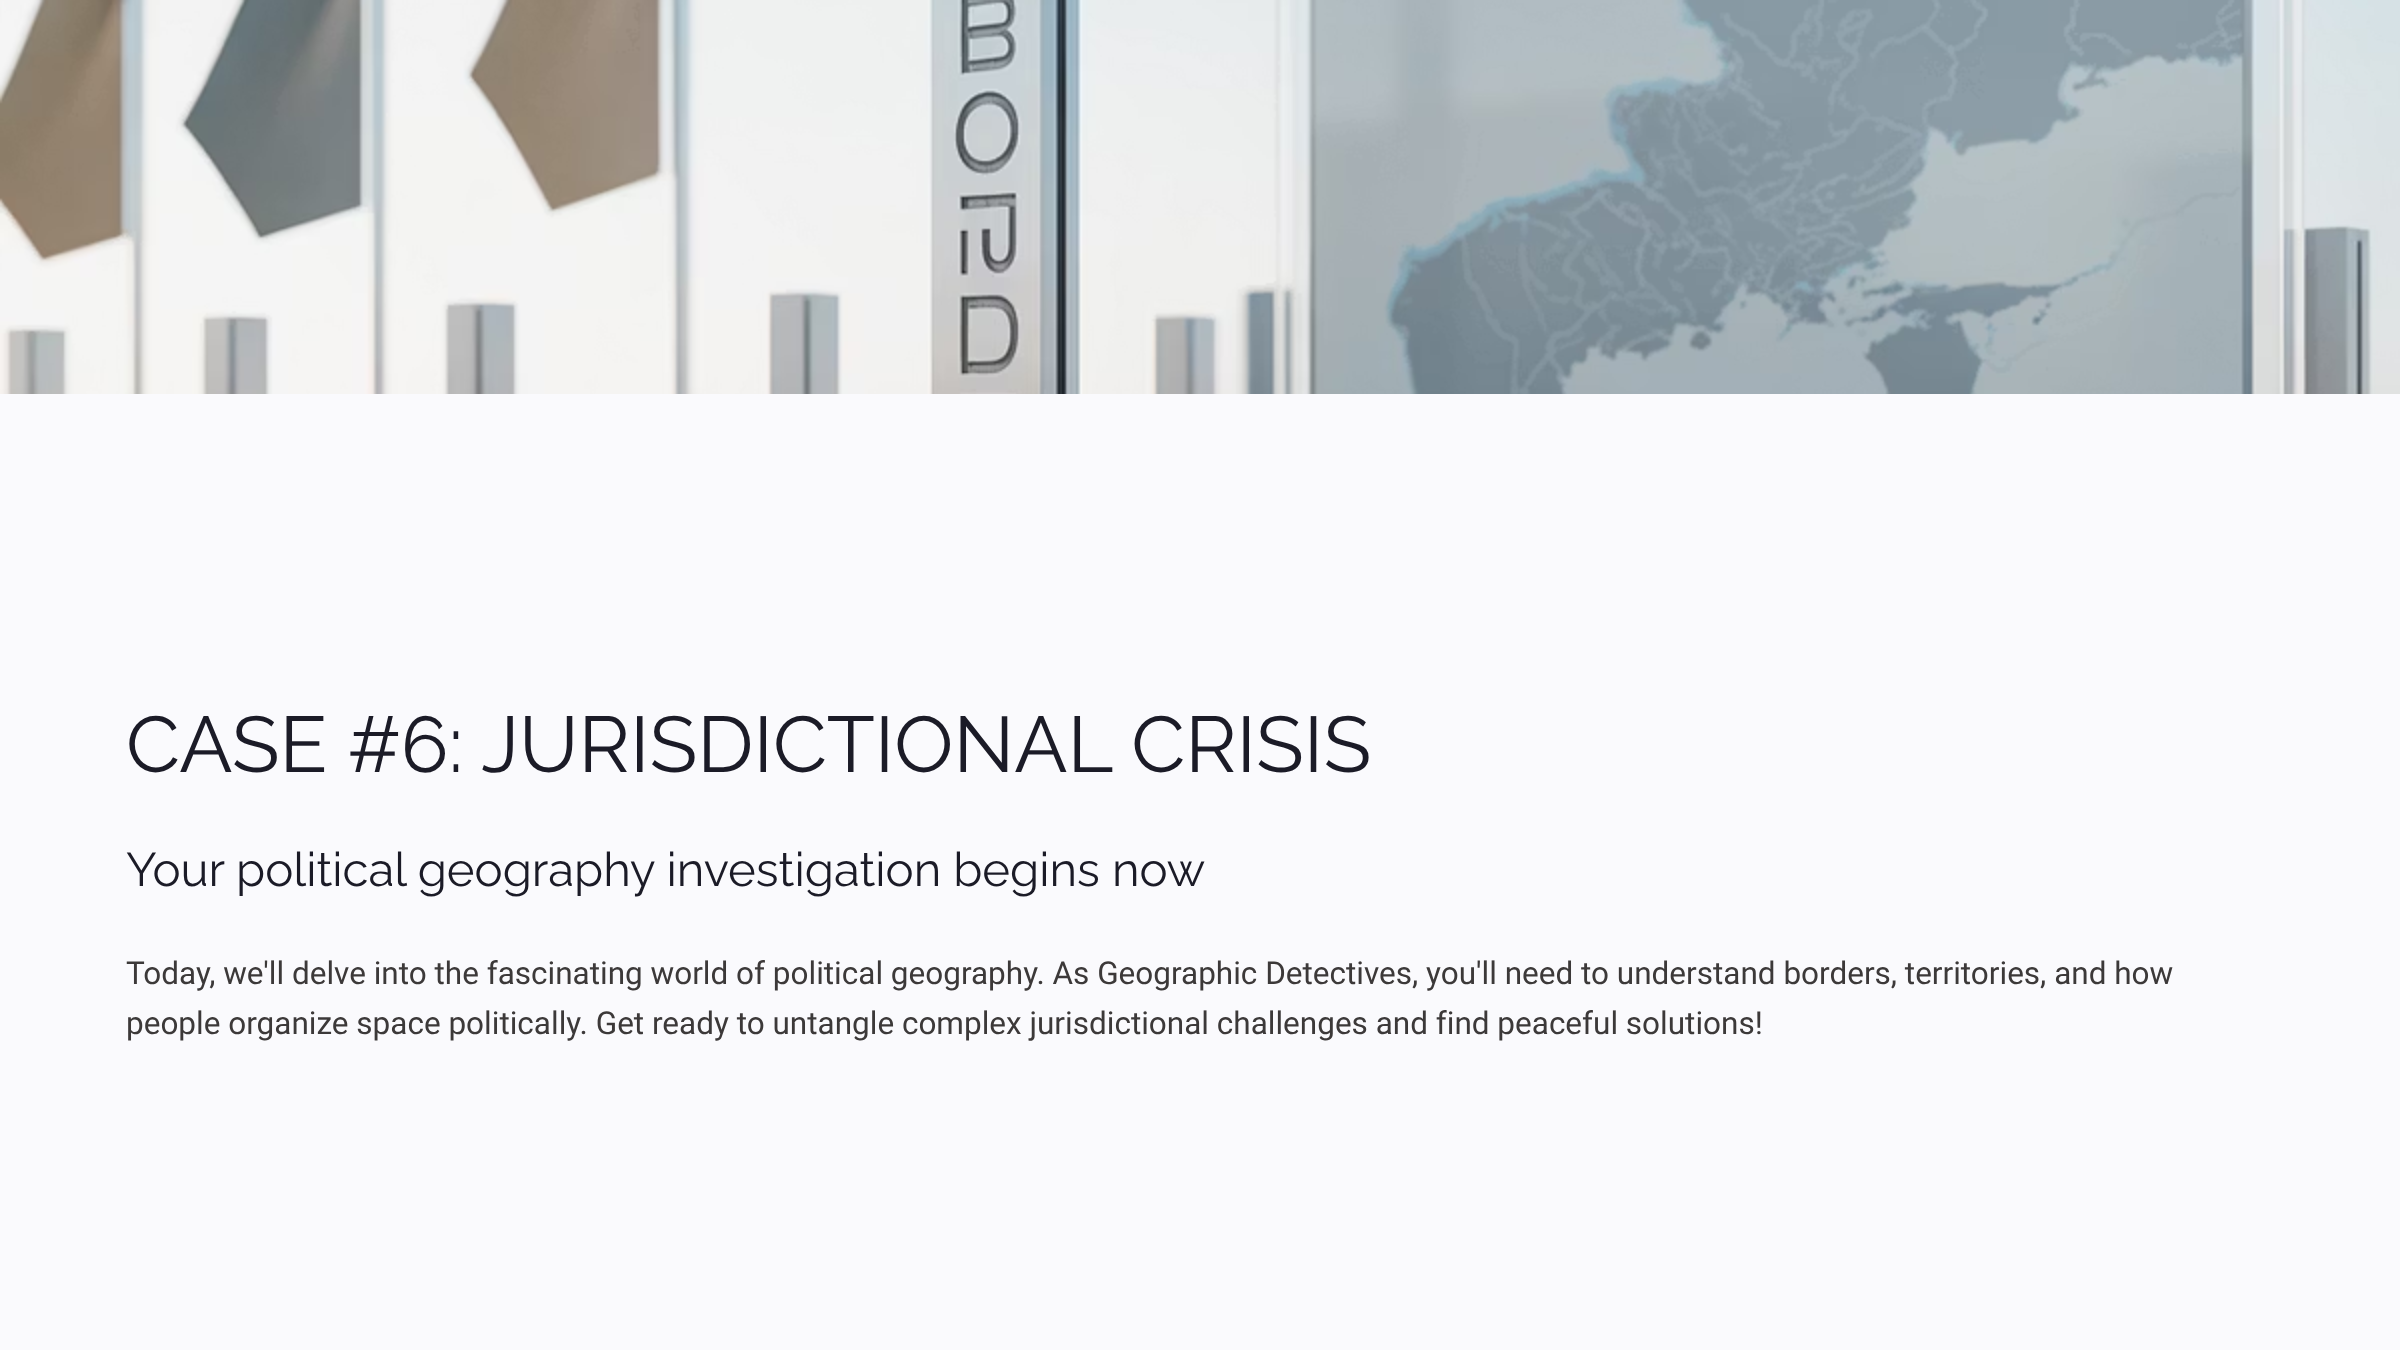 BORD
CASE #6: JURISDICTIONAL CRISIS
Your political geography investigation begins now
Today, we'll delve into the fascinating world of political geography. As Geographic Detectives, you'll need to understand borders, territories, and how
people organize space politically. Get ready to untangle complex jurisdictional challenges and find peaceful solutions!